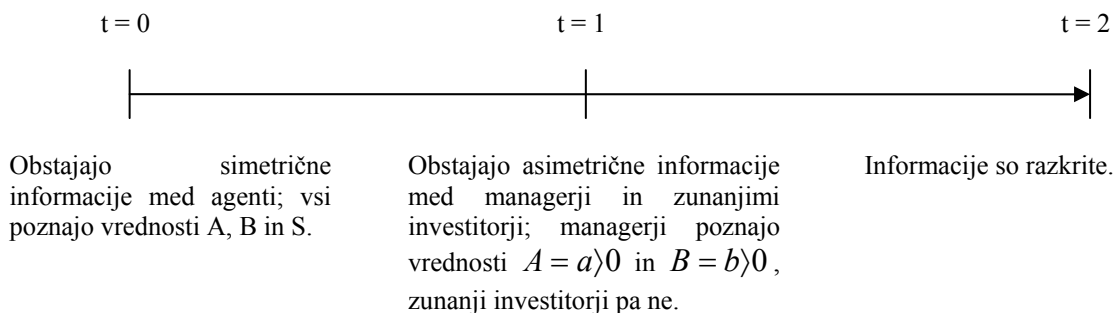 t = 0
t = 1
t = 2
Obstajajo simetrične
informacije med agenti; vsi
poznajo vrednosti A, B in S.
Obstajajo asimetrične informacije
med managerji in zunanjimi
investitorji; managerji poznajo
vrednosti A = a⟩0 in B = b⟩0 ,
zunanji investitorji pa ne.
Informacije so razkrite.